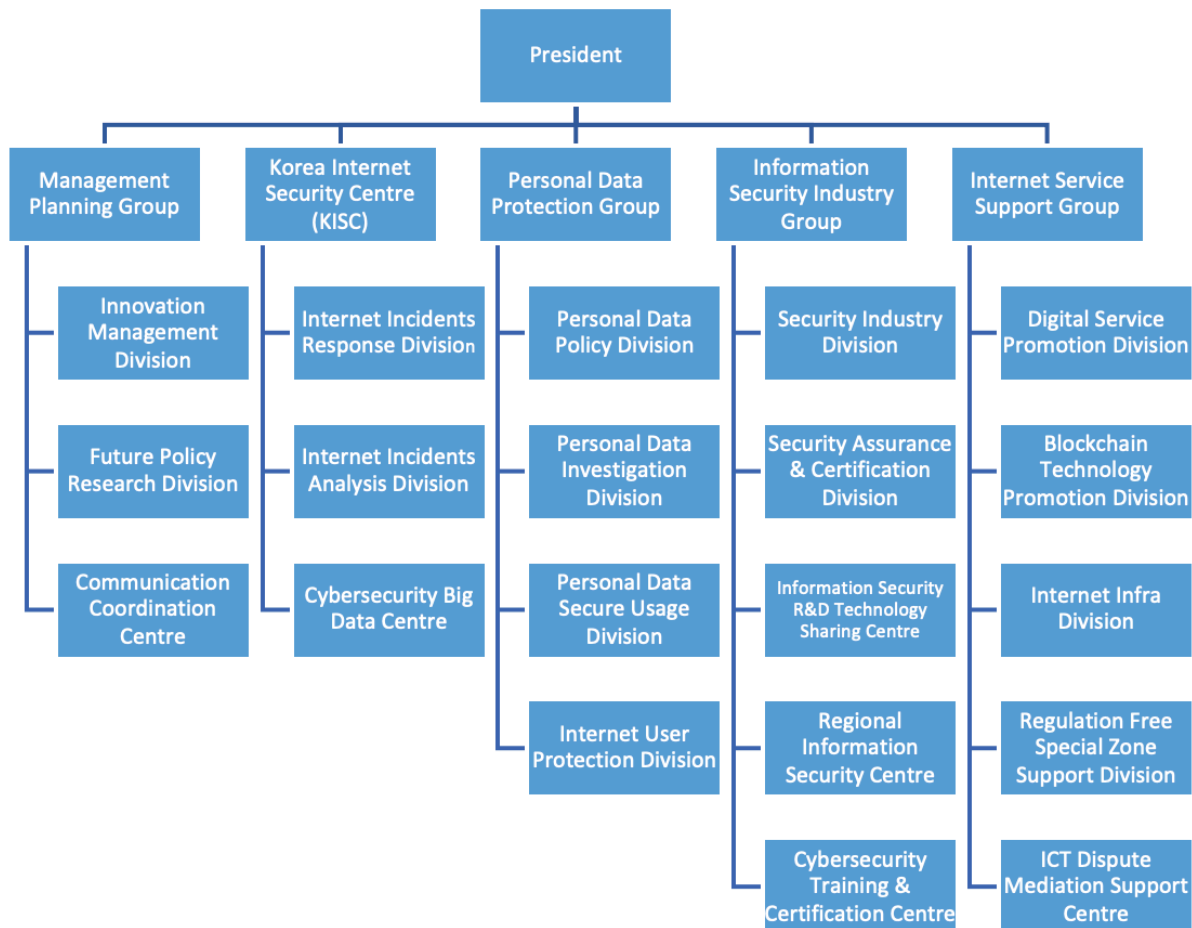 President
Management
Planning Group
Korea Internet
Security Centre
(KISC)
Personal Data
Protection Group
Information
Security Industry
Group
Internet Service
Support Group
Innovation
Management
Division
Future Policy
Research Division
Communication
Coordination
Centre
Internet Incidents
Response Division
Internet Incidents
Analysis Division
Cybersecurity Big
Data Centre
Personal Data
Policy Division
Personal Data
Investigation
Division
Personal Data
Secure Usage
Division
Internet User
Protection Division
Security Industry
Division
Security Assurance
& Certification
Division
Information Security
R&D Technology
Sharing Centre
Regional
Information
Security Centre
Cybersecurity
Training &
Certification Centre
Digital Service
Promotion Division
Blockchain
Technology
Promotion Division
Internet Infra
Division
Regulation Free
Special Zone
Support Division
ICT Dispute
Mediation Support
Centre